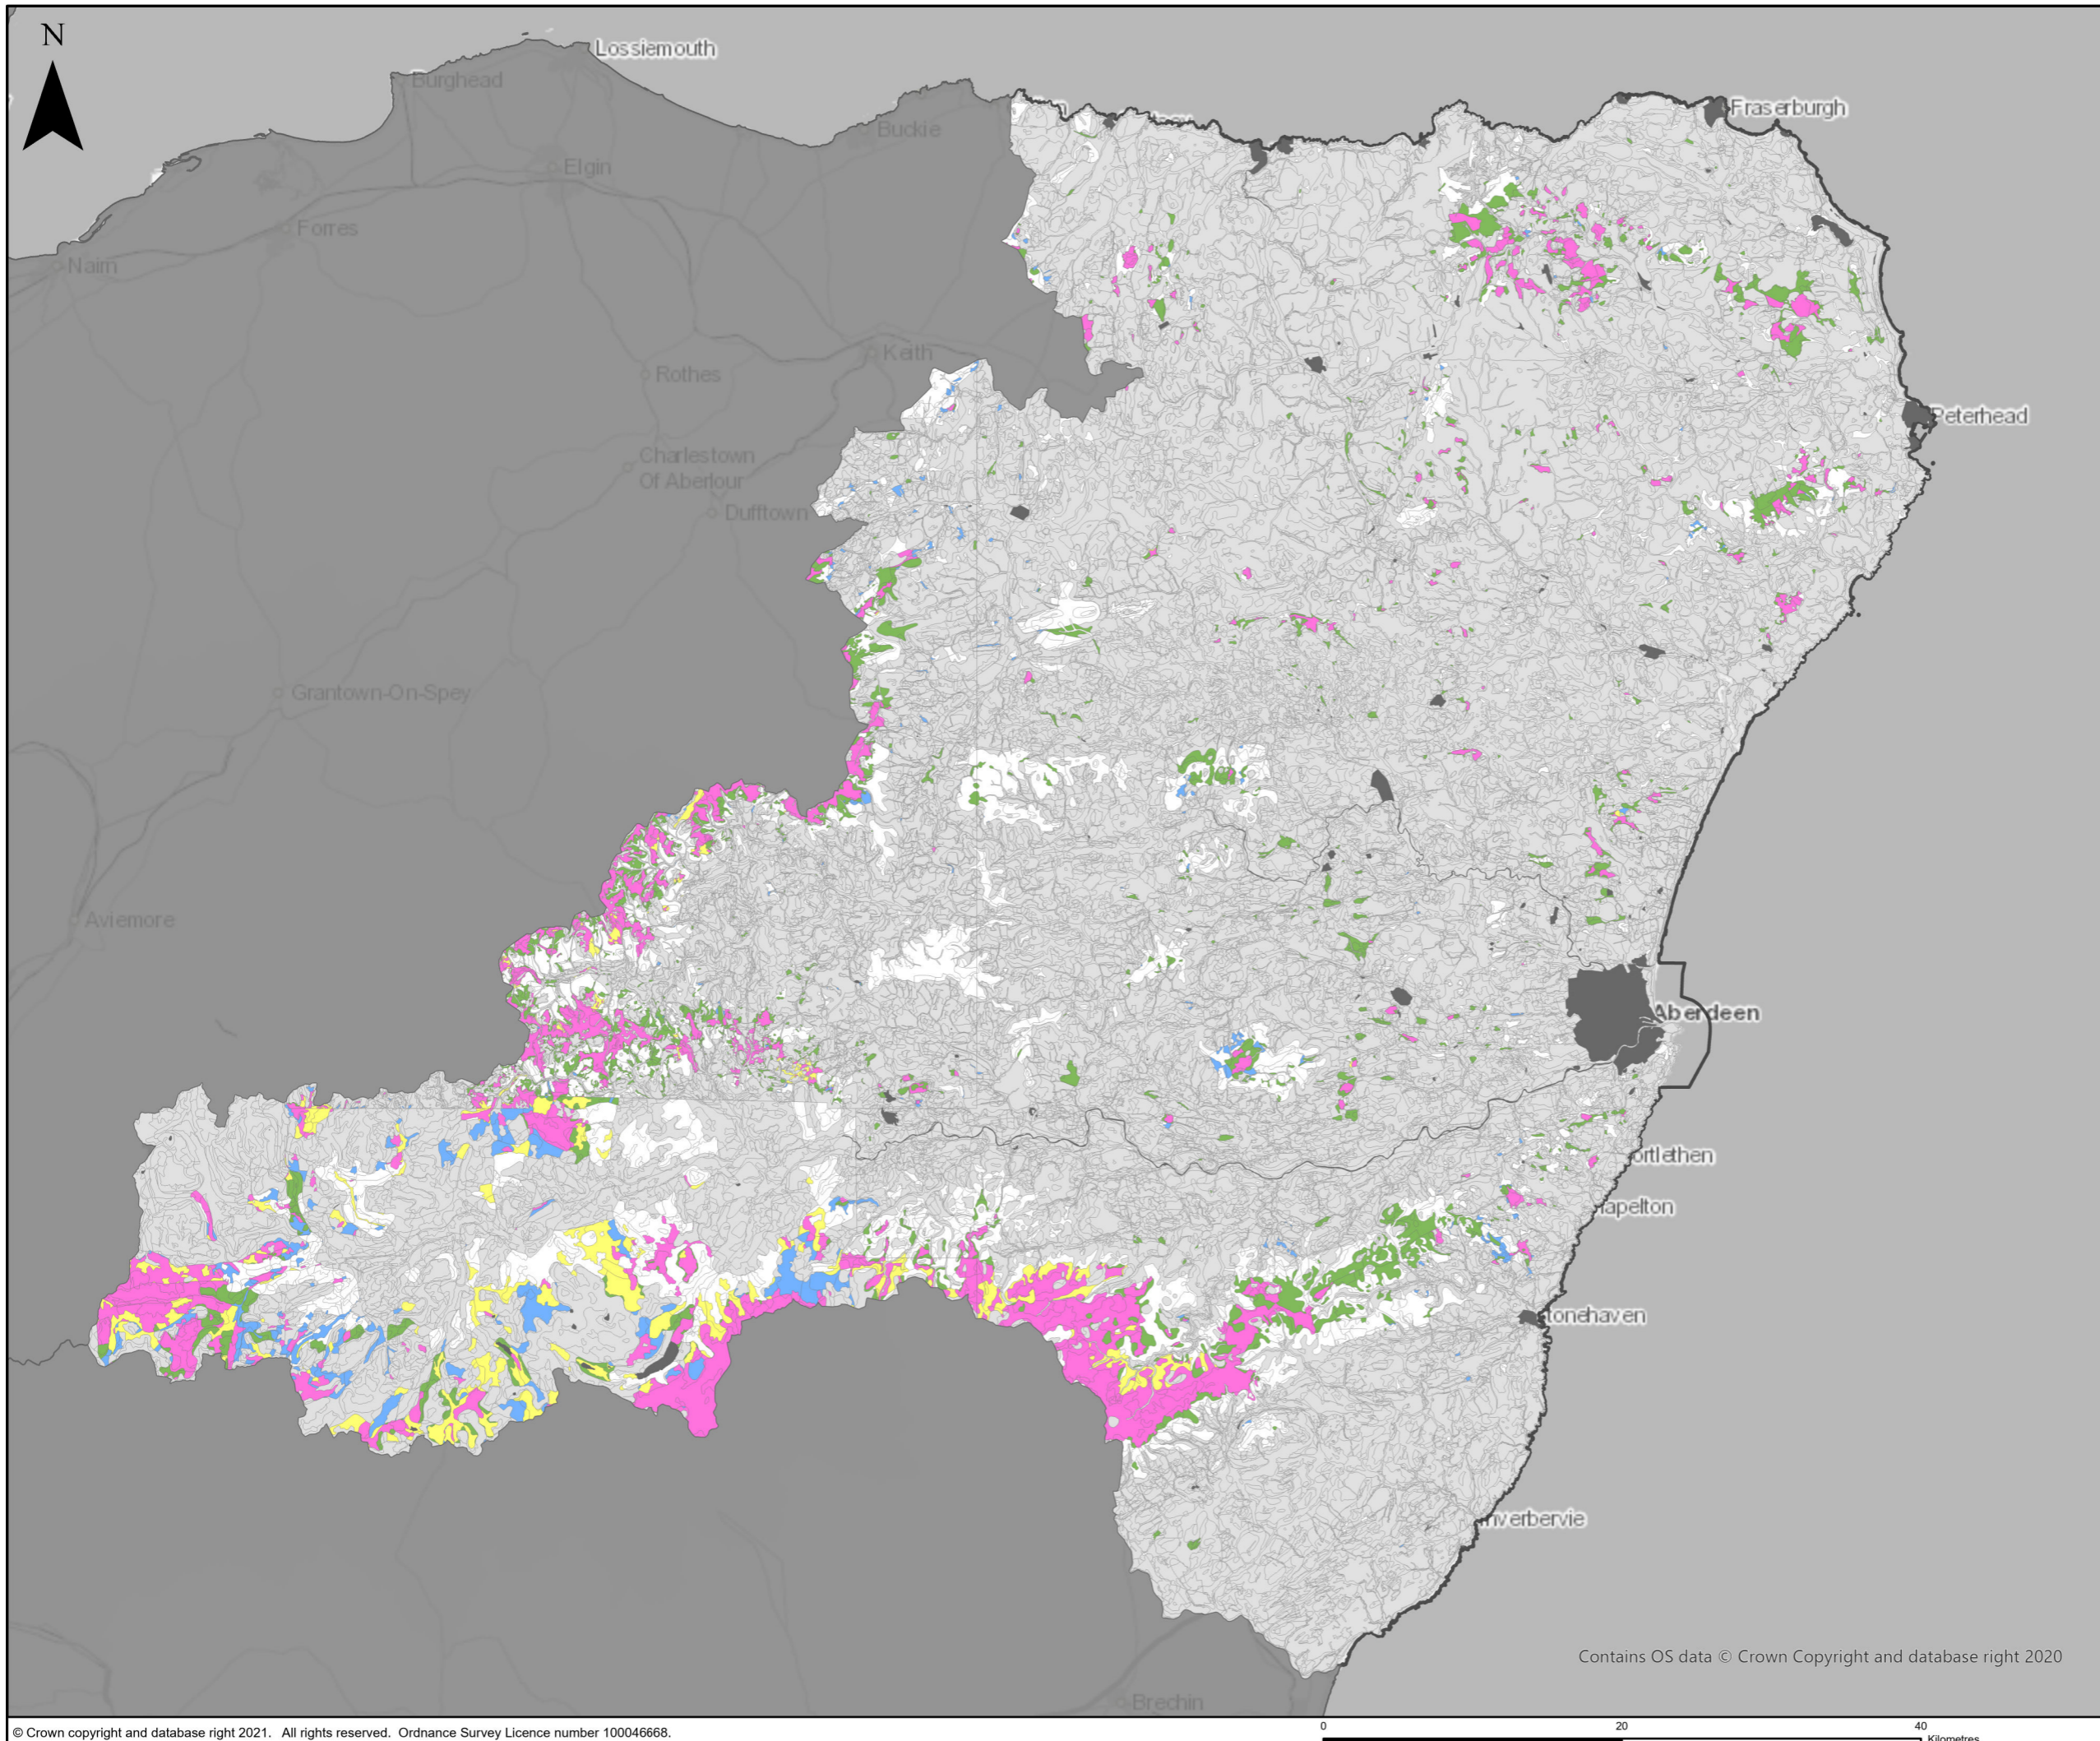 N
Lossiemouth
Burghead
Fraserburgh
Buckie
Elgin
Forres
Nairn
Keith
Rothes
Peterhead
Charlestown
Of Aberlour
Dufftown
Grantown-On-Spey
Aviemore
Aberdeen
ortlethen
apelton
tonehaven
nverbervie
Contains OS data © Crown Copyright and database right 2020
Brechin
© Crown copyright and database right 2021. All rights reserved. Ordnance Survey Licence number 100046668.
0 20 40
Kilometres